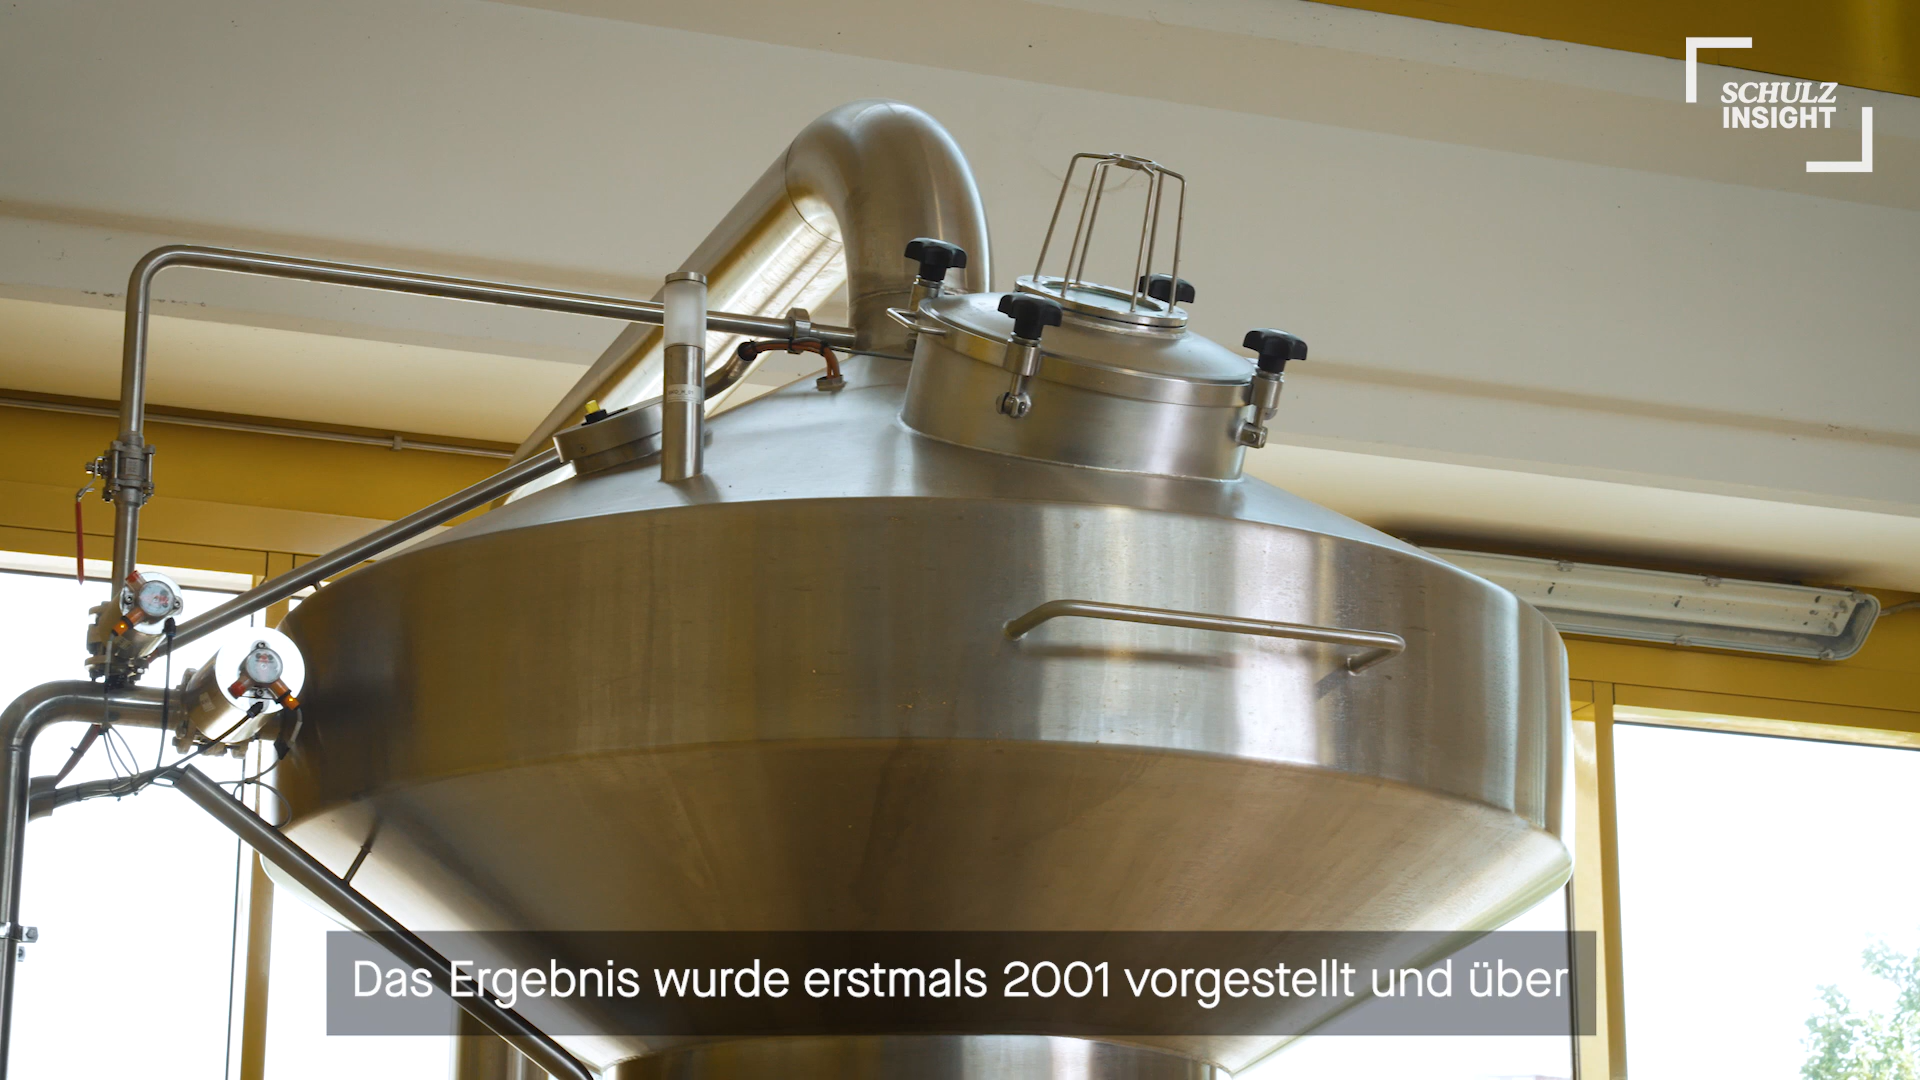 SCHULZ
INSIGHT
Das Ergebnis wurde erstmals 2001 vorgestellt und über